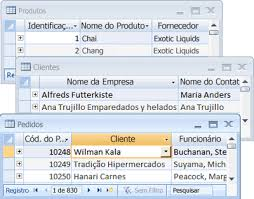 Produtos
Identificaç... Nome do Produto Fornecedor
1 Chai Exotic Liquids
2 Chang Exotic Liquids
Re
Clientes
Nome da Empresa Nome do Contat
Alfreds Futterkiste Maria Anders
Ana Trujillo Emparedados y helados Ana Trujillo
Pedidos
Cód. do P... Cliente Funcionário
10248 Wilman Kala Buchanan, Ste
10249 Tradição Hipermercados Suyama, Mich
10250 Hanari Carnes Peacock, Marg
Registro: 1 de 830 Sem Filtro Pesquisar